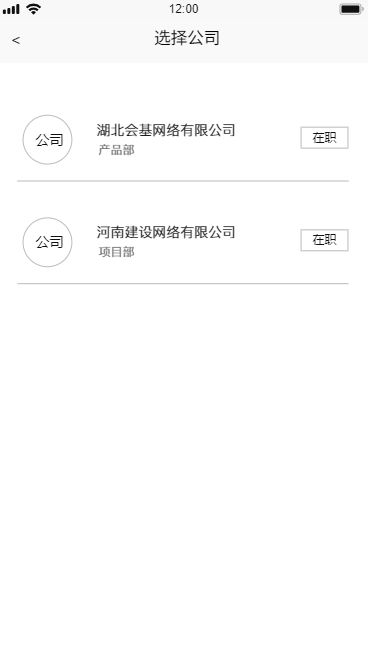 12:00
<
选择公司
公司
湖北会基网络有限公司
产品部
在职
公司
河南建设网络有限公司
项目部
在职